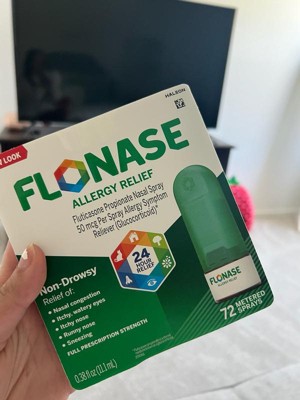 HALEON
LOOK
FLONASE
ALLERGY RELIEF
Fluticasone Propionate Nasal Spray
50 mcg Per Spray Allergy Symptom
Reliever (Glucocorticoid)*
24
HOUR
RELIEF
Non-Drowsy
Relief of:
• Nasal congestion
• Itchy, watery eyes
• Itchy nose
• Runny nose
• Sneezing
FULL PRESCRIPTION STRENGTH
0.38 fl oz (11.1 mL)
FLONASE
ALLERGY RELIEF
72 METERED
SPRAYS